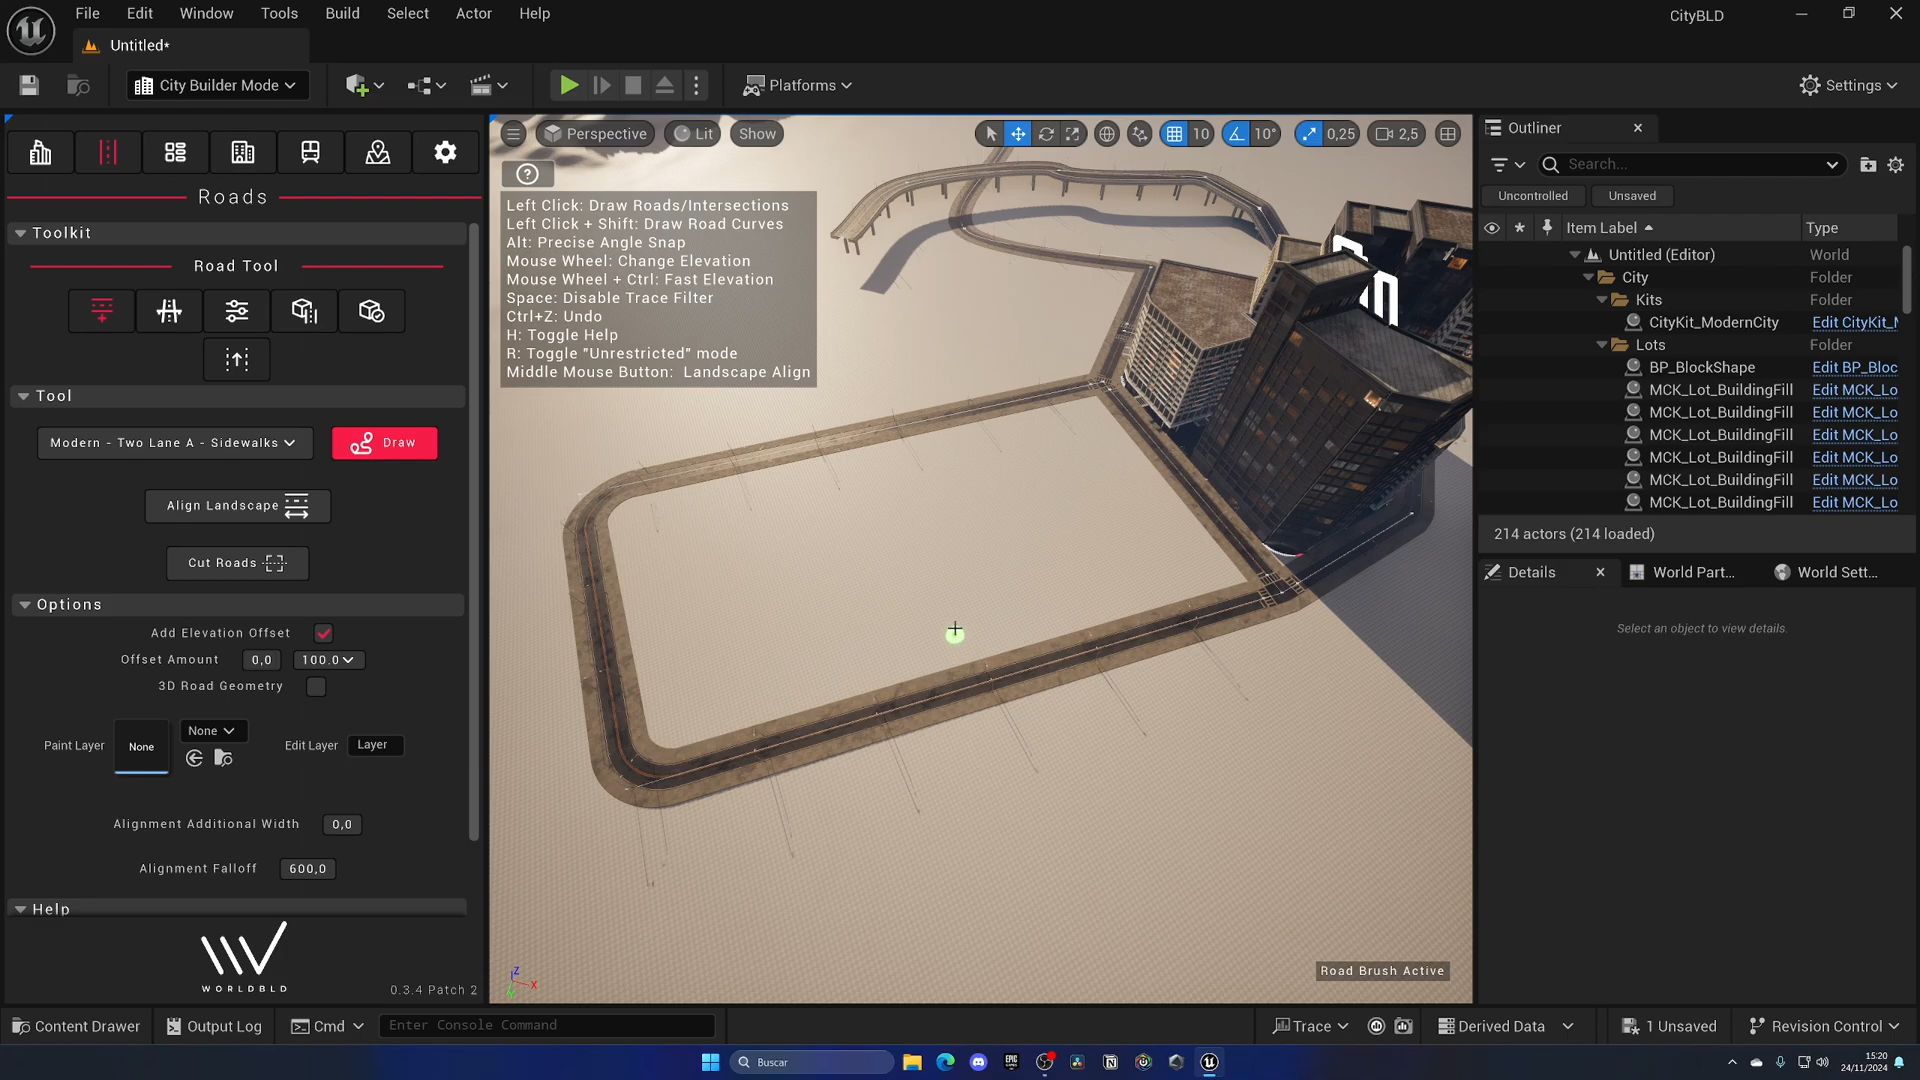 File Edit Window Tools Build Select Actor Help
CityBLD
Untitled*
City Builder Mode
Platforms
Settings
Roads
Toolkit
Road Tool
Tool
Modern - Two Lane A - Sidewalks
Draw
Align Landscape
Cut Roads
Options
Add Elevation Offset
Offset Amount 0,0 100.0
3D Road Geometry
Paint Layer None None Edit Layer Layer
Alignment Additional Width 0,0
Alignment Falloff 600,0
Help
WORLDBLD
0.3.4 Patch 2
Perspective Lit Show
10 10° 0,25 2,5
Left Click: Draw Roads/Intersections
Left Click + Shift: Draw Road Curves
Alt: Precise Angle Snap
Mouse Wheel: Change Elevation
Mouse Wheel + Ctrl: Fast Elevation
Space: Disable Trace Filter
Ctrl+Z: Undo
H: Toggle Help
R: Toggle "Unrestricted" mode
Middle Mouse Button: Landscape Align
Z
X
Road Brush Active
Outliner
Search...
Uncontrolled Unsaved
Item Label Type
Untitled (Editor) World
City Folder
Kits Folder
CityKit_ModernCity Edit CityKit_M
Lots Folder
BP_BlockShape Edit BP_Bloc
MCK_Lot_BuildingFill Edit MCK_Lo
MCK_Lot_BuildingFill Edit MCK_Lo
MCK_Lot_BuildingFill Edit MCK_Lo
MCK_Lot_BuildingFill Edit MCK_Lo
MCK_Lot_BuildingFill Edit MCK_Lo
MCK_Lot_BuildingFill Edit MCK_Lo
214 actors (214 loaded)
Details World Part... World Sett...
Select an object to view details.
Content Drawer Output Log Cmd Enter Console Command
Trace Derived Data 1 Unsaved Revision Control
Buscar
EPIC
15:20
24/11/2024